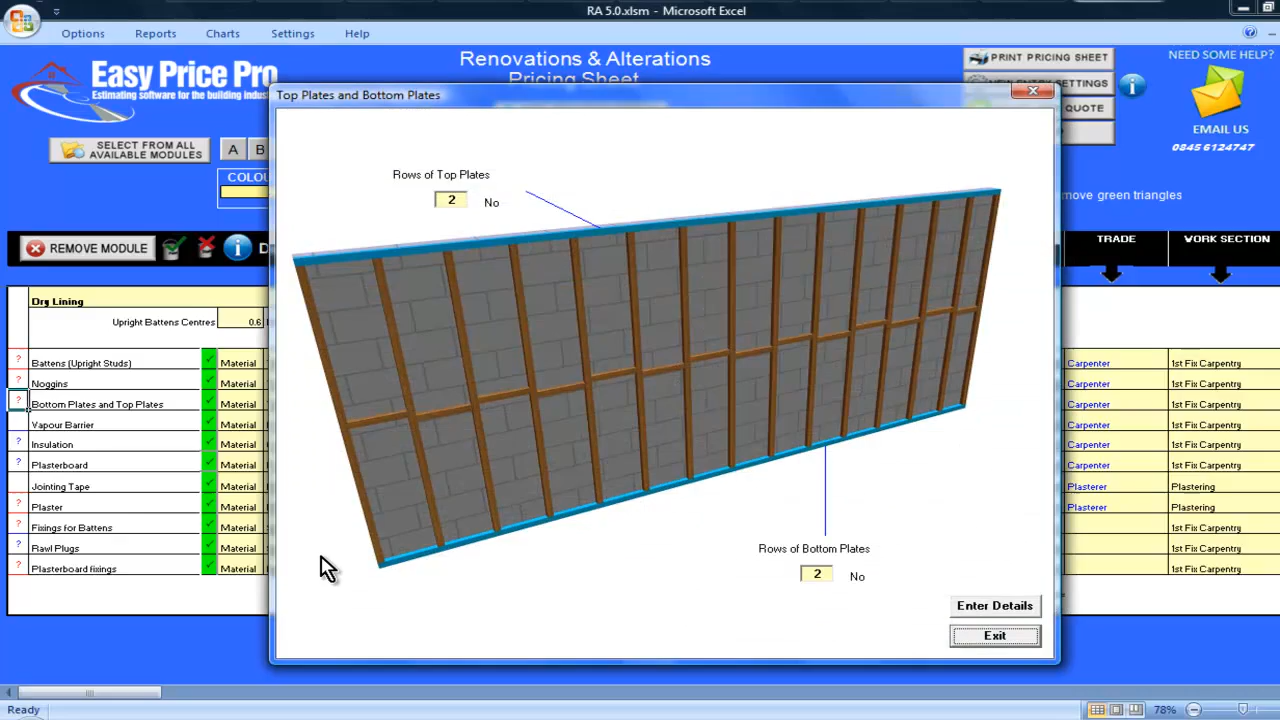 RA 5.0.xlsm - Microsoft Excel
Options Reports Charts Settings Help
Easy Price Pro
Estimating software for the building indust
Renovations & Alterations
Pricing Sheet
PRINT PRICING SHEET
NEW ENTRY SETTINGS
QUOTE
NEED SOME HELP?
EMAIL US
0845 6124747
SELECT FROM ALL
AVAILABLE MODULES
A B
COLOU
move green triangles
REMOVE MODULE
D
TRADE
WORK SECTION
Top Plates and Bottom Plates
Rows of Top Plates
2 No
Rows of Bottom Plates
2 No
Enter Details
Exit
Dry Lining
Upright Battens Centres 0.6
? Battens (Upright Studs) Material Carpenter 1st Fix Carpentry
? Noggins Material Carpenter 1st Fix Carpentry
? Bottom Plates and Top Plates Material Carpenter 1st Fix Carpentry
Vapour Barrier Material Carpenter 1st Fix Carpentry
? Insulation Material Carpenter 1st Fix Carpentry
? Plasterboard Material Carpenter 1st Fix Carpentry
Jointing Tape Material Plasterer Plastering
? Plaster Material Plasterer Plastering
? Fixings for Battens Material 1st Fix Carpentry
? Rawl Plugs Material 1st Fix Carpentry
? Plasterboard fixings Material 1st Fix Carpentry
Ready
78%